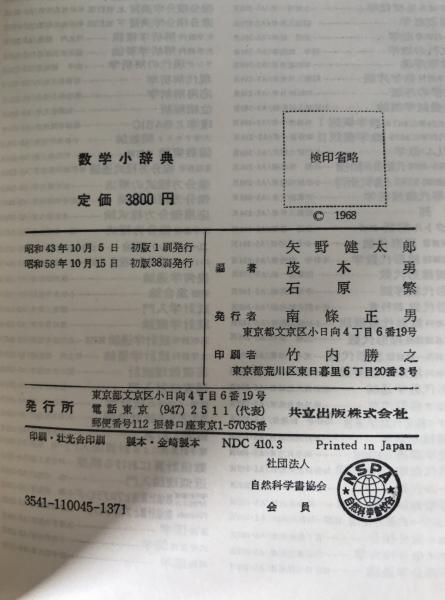 数学小辞典
定価 3800円
検印省略
© 1968
昭和43年10月5日 初版1刷発行
昭和58年10月15日 初版38刷発行
編著
矢野健太郎
茂木勇
石原繁
発行者 南條正男
東京都文京区小日向4丁目6番19号
印刷者 竹内勝之
東京都荒川区東日暮里6丁目20番3号
発行所
東京都文京区小日向4丁目6番19号
電話東京 (947) 2511 (代表)
郵便番号112 振替口座東京1-57035番
共立出版株式会社
印刷・壮光舎印刷 製本・金崎製本 NDC 410.3 Printed in Japan
社団法人
自然科学書協会
会員
NSPA
自然科学書協会
3541-110045-1371